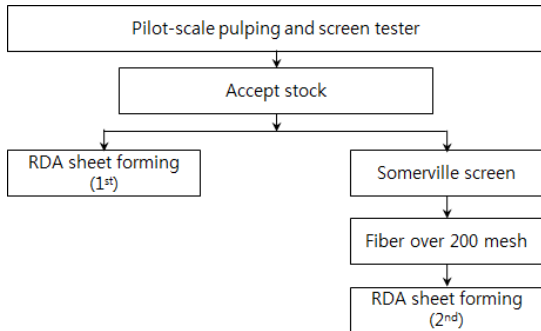 Pilot-scale pulping and screen tester
Accept stock
RDA sheet forming
(1st)
Somerville screen
Fiber over 200 mesh
RDA sheet forming
(2nd)